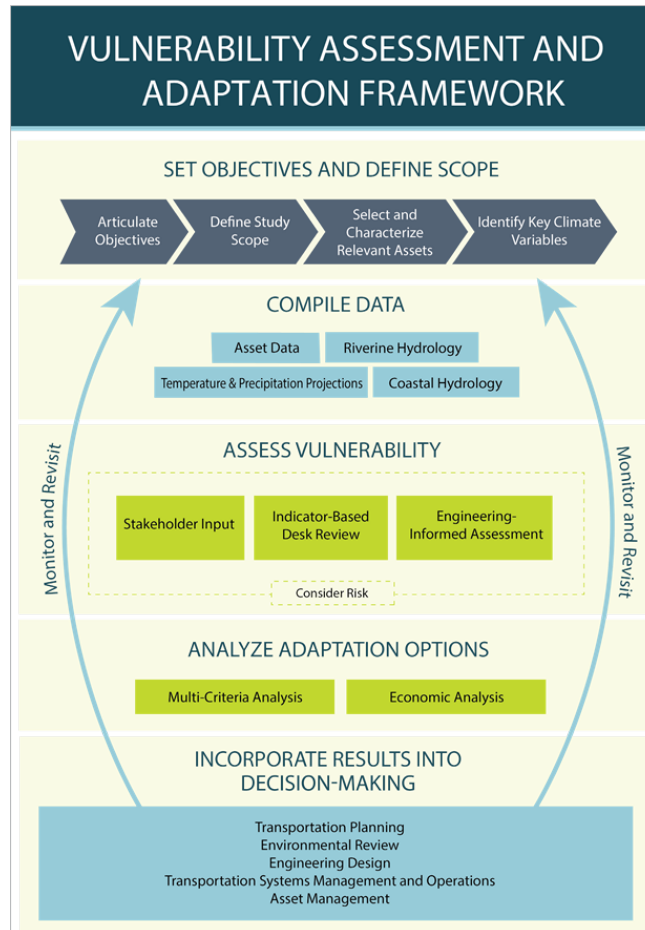 VULNERABILITY ASSESSMENT AND
ADAPTATION FRAMEWORK
SET OBJECTIVES AND DEFINE SCOPE
Articulate
Objectives
Define Study
Scope
Select and
Characterize
Relevant Assets
Identify Key Climate
Variables
COMPILE DATA
Asset Data
Riverine Hydrology
Temperature & Precipitation Projections
Coastal Hydrology
ASSESS VULNERABILITY
Stakeholder Input
Indicator-Based
Desk Review
Engineering-
Informed Assessment
Consider Risk
Monitor and Revisit
Monitor and Revisit
ANALYZE ADAPTATION OPTIONS
Multi-Criteria Analysis
Economic Analysis
INCORPORATE RESULTS INTO
DECISION-MAKING
Transportation Planning
Environmental Review
Engineering Design
Transportation Systems Management and Operations
Asset Management